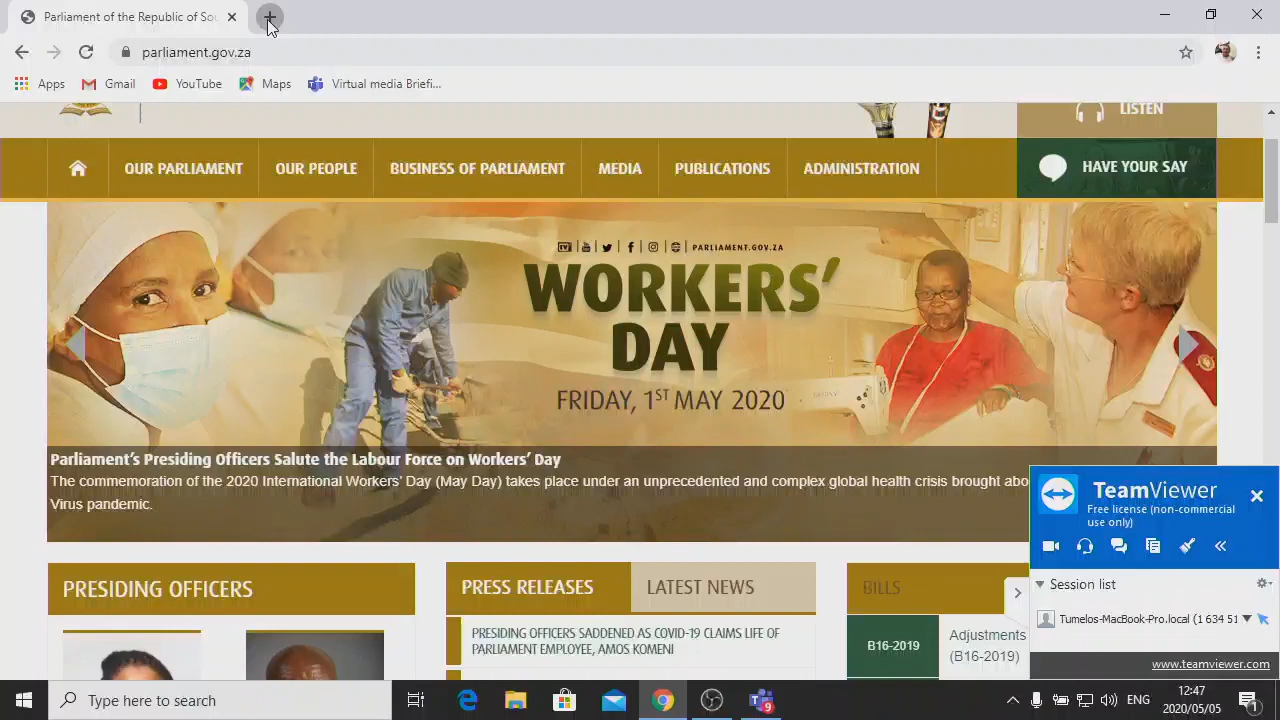 Parliament of the Republic of Sou
parliament.gov.za
Apps
Gmail
YouTube
Maps
Virtual media Briefi...
LISTEN
OUR PARLIAMENT
OUR PEOPLE
BUSINESS OF PARLIAMENT
MEDIA
PUBLICATIONS
ADMINISTRATION
HAVE YOUR SAY
PARLIAMENT.GOV.ZA
WORKERS'
DAY
FRIDAY, 1ST MAY 2020
Parliament's Presiding Officers Salute the Labour Force on Workers' Day
The commemoration of the 2020 International Workers' Day (May Day) takes place under an unprecedented and complex global health crisis brought abo
Virus pandemic.
TeamViewer
Free license (non-commercial
use only)
Session list
Tumelos-MacBook-Pro.local (1 634 51
www.teamviewer.com
PRESIDING OFFICERS
PRESS RELEASES
LATEST NEWS
PRESIDING OFFICERS SADDENED AS COVID-19 CLAIMS LIFE OF
PARLIAMENT EMPLOYEE, AMOS KOMENI
BILLS
B16-2019
Adjustments
(B16-2019)
Type here to search
9
ENG
12:47
2020/05/05
1